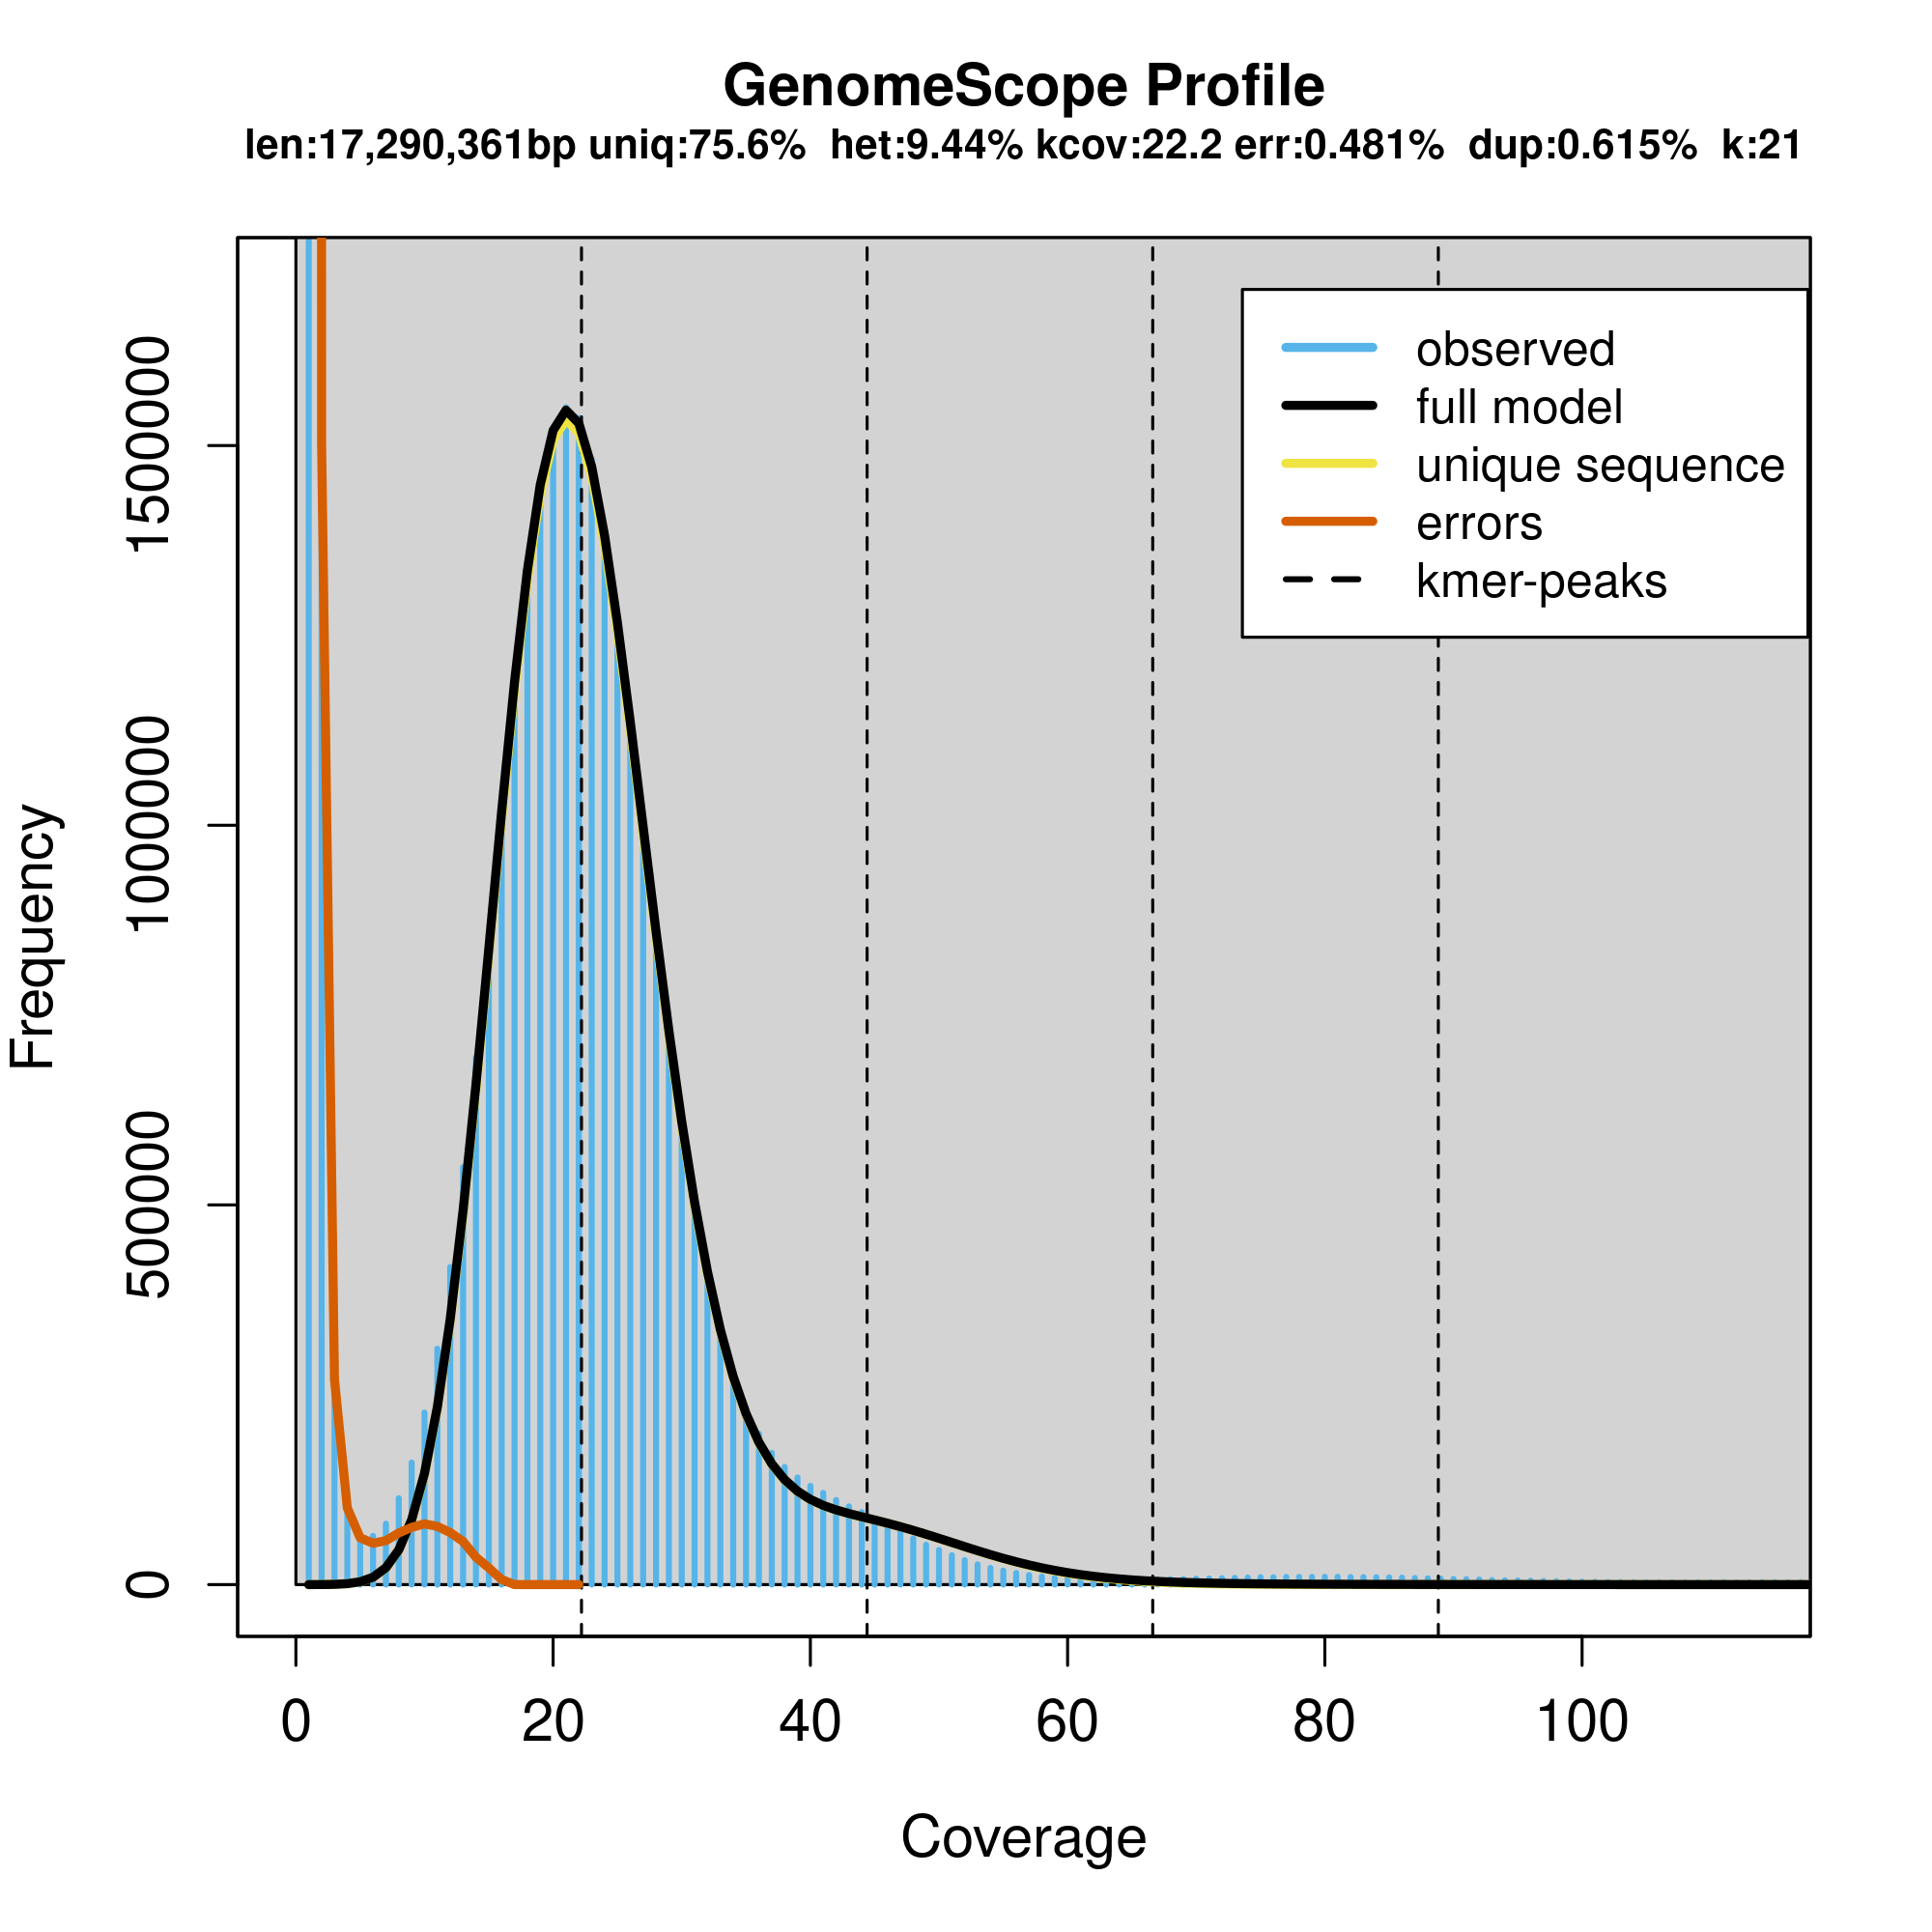 GenomeScope Profile
len:17,290,361bp uniq:75.6% het:9.44% kcov:22.2 err:0.481% dup:0.615% k:21
observed
full model
unique sequence
errors
kmer-peaks
Frequency
1500000
1000000
500000
0
0 20 40 60 80 100
Coverage